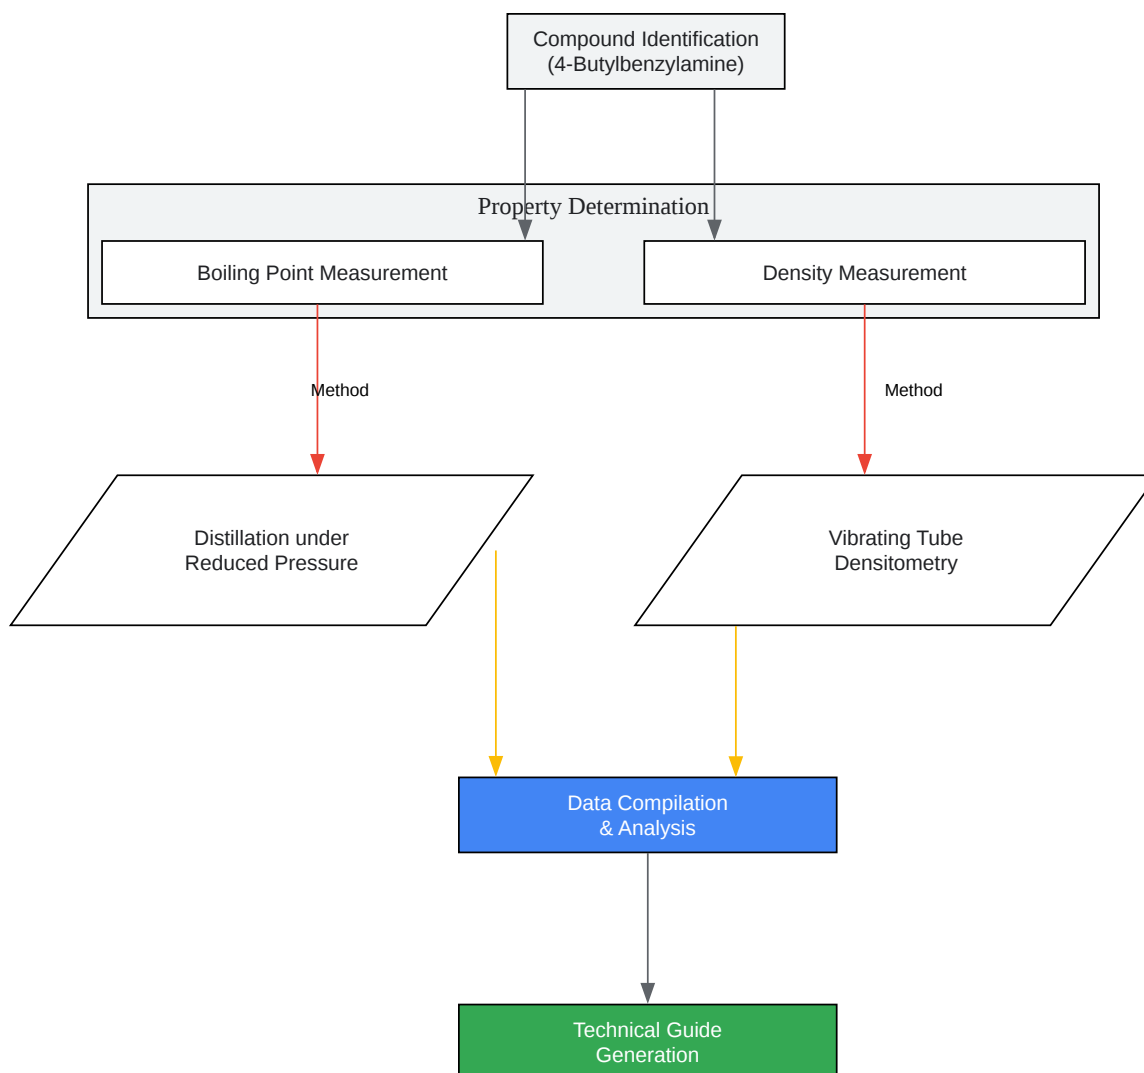 Compound Identification
(4-Butylbenzylamine)
Property Determination
Boiling Point Measurement
Density Measurement
Method
Method
Distillation under
Reduced Pressure
Vibrating Tube
Densitometry
Data Compilation
& Analysis
Technical Guide
Generation